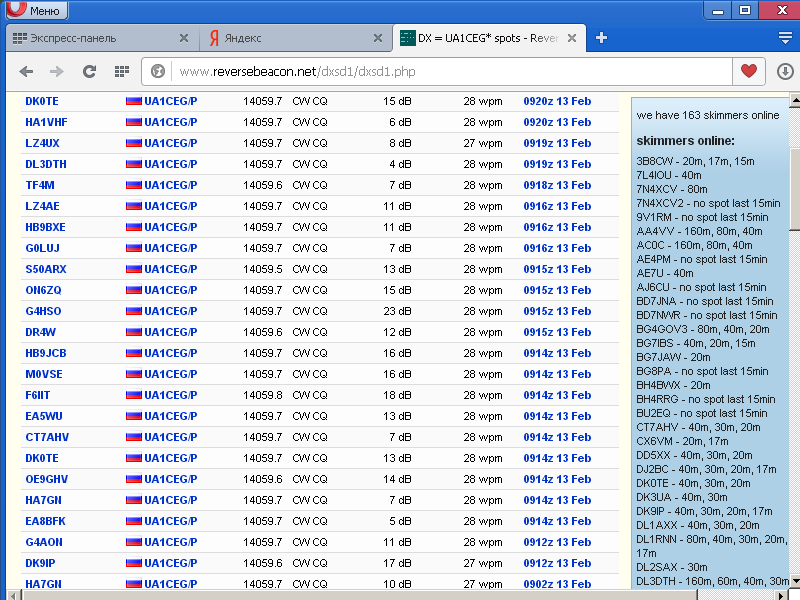 Меню
Экспресс-панель
Яндекс
DX = UA1CEG* spots - Rever
www.reversebeacon.net/dxsd1/dxsd1.php
DK0TE UA1CEG/P 14059.7 CW CQ 15 dB 28 wpm 0920z 13 Feb
HA1VHF UA1CEG/P 14059.7 CW CQ 6 dB 28 wpm 0920z 13 Feb
LZ4UX UA1CEG/P 14059.7 CW CQ 8 dB 27 wpm 0919z 13 Feb
DL3DTH UA1CEG/P 14059.7 CW CQ 4 dB 28 wpm 0919z 13 Feb
TF4M UA1CEG/P 14059.6 CW CQ 7 dB 28 wpm 0918z 13 Feb
LZ4AE UA1CEG/P 14059.6 CW CQ 11 dB 28 wpm 0916z 13 Feb
HB9BXE UA1CEG/P 14059.7 CW CQ 11 dB 28 wpm 0916z 13 Feb
G0LUJ UA1CEG/P 14059.7 CW CQ 7 dB 28 wpm 0916z 13 Feb
S50ARX UA1CEG/P 14059.5 CW CQ 13 dB 28 wpm 0915z 13 Feb
ON6ZQ UA1CEG/P 14059.7 CW CQ 15 dB 28 wpm 0915z 13 Feb
G4HSO UA1CEG/P 14059.7 CW CQ 23 dB 28 wpm 0915z 13 Feb
DR4W UA1CEG/P 14059.6 CW CQ 12 dB 28 wpm 0915z 13 Feb
HB9JCB UA1CEG/P 14059.7 CW CQ 16 dB 28 wpm 0914z 13 Feb
M0VSE UA1CEG/P 14059.7 CW CQ 16 dB 28 wpm 0914z 13 Feb
F6IIT UA1CEG/P 14059.8 CW CQ 18 dB 28 wpm 0914z 13 Feb
EA5WU UA1CEG/P 14059.7 CW CQ 13 dB 28 wpm 0914z 13 Feb
CT7AHV UA1CEG/P 14059.7 CW CQ 7 dB 28 wpm 0914z 13 Feb
DK0TE UA1CEG/P 14059.7 CW CQ 13 dB 28 wpm 0914z 13 Feb
OE9GHV UA1CEG/P 14059.6 CW CQ 14 dB 28 wpm 0914z 13 Feb
HA7GN UA1CEG/P 14059.7 CW CQ 7 dB 28 wpm 0914z 13 Feb
EA8BFK UA1CEG/P 14059.7 CW CQ 5 dB 28 wpm 0914z 13 Feb
G4AON UA1CEG/P 14059.7 CW CQ 11 dB 28 wpm 0912z 13 Feb
DK9IP UA1CEG/P 14059.6 CW CQ 17 dB 27 wpm 0912z 13 Feb
HA7GN UA1CEG/P 14059.7 CW CQ 10 dB 27 wpm 0902z 13 Feb
we have 163 skimmers online
skimmers online:
3B8CW - 20m, 17m, 15m
7L4IOU - 40m
7N4XCV - 80m
7N4XCV2 - no spot last 15min
9V1RM - no spot last 15min
AA4VV - 160m, 80m, 40m
AC0C - 160m, 80m, 40m
AE4PM - no spot last 15min
AE7U - 40m
AJ6CU - no spot last 15min
BD7JNA - no spot last 15min
BD7NWR - no spot last 15min
BG4GOV3 - 80m, 40m, 20m
BG7IBS - 40m, 20m, 15m
BG7JAW - 20m
BG8PA - no spot last 15min
BH4BWX - 20m
BH4RRG - no spot last 15min
BU2EQ - no spot last 15min
CT7AHV - 40m, 30m, 20m
CX6VM - 20m, 17m
DD5XX - 40m, 30m, 20m
DJ2BC - 40m, 30m, 20m, 17m
DK0TE - 40m, 30m, 20m
DK3UA - 40m, 30m
DK9IP - 40m, 30m, 20m, 17m
DL1AXX - 40m, 30m, 20m
DL1RNN - 80m, 40m, 30m, 20m,
17m
DL2SAX - 30m
DL3DTH - 160m, 60m, 40m, 30m